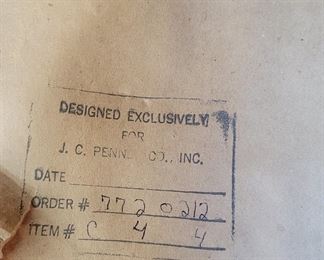 DESIGNED EXCLUSIVELY
FOR
J. C. PENNEY CO., INC.
DATE
ORDER # 7720212
ITEM # C 4 4